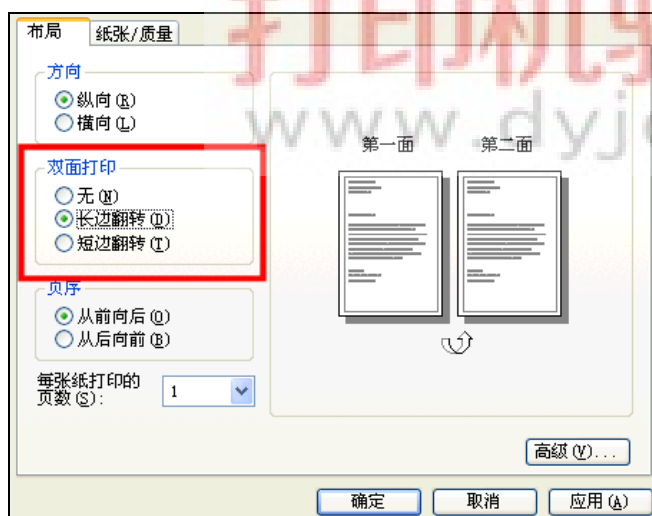 打印机
www.dyj
布局
纸张/质量
方向
纵向(R)
横向(L)
双面打印
无(N)
长边翻转(D)
短边翻转(T)
页序
从前向后(O)
从后向前(B)
每张纸打印的
页数(S):
1
第一面
第二面
高级(V)...
确定
取消
应用(A)